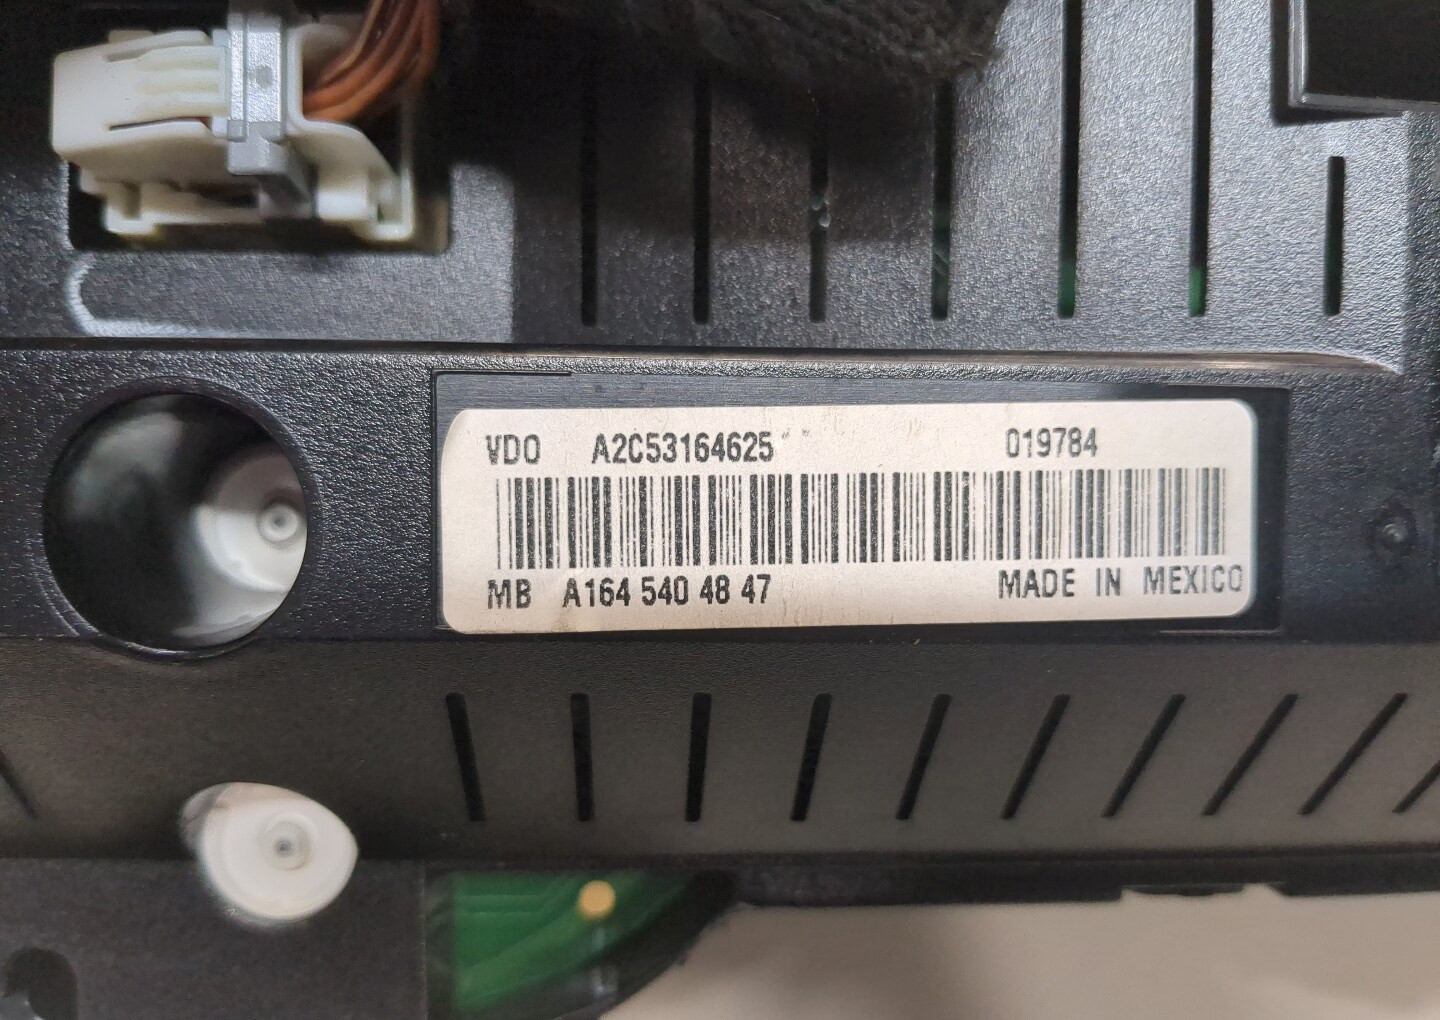 VDO A2C53164625 019784
MB A164 540 48 47 MADE IN MEXICO